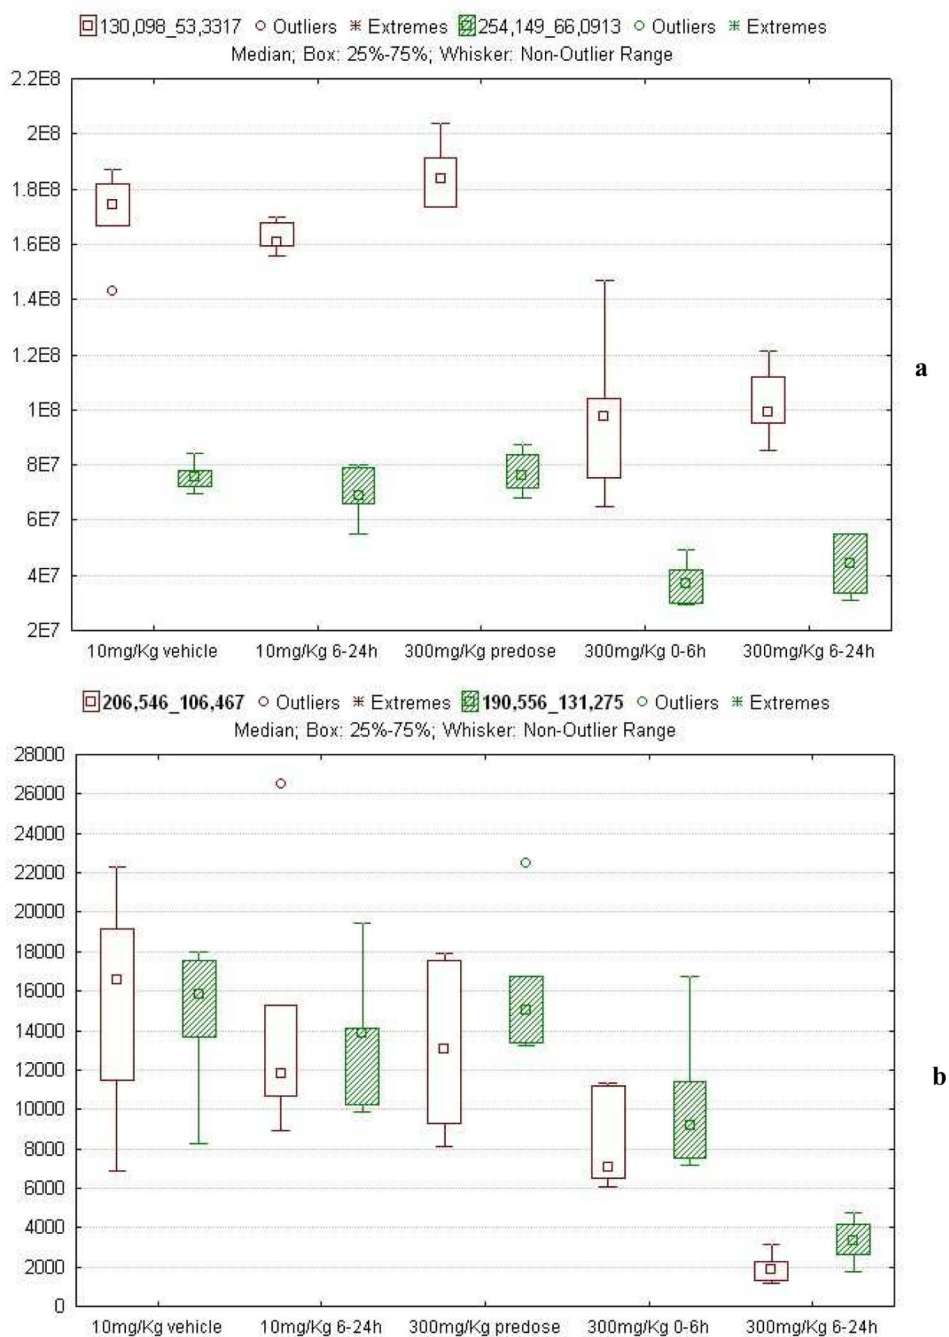 130,098_53,3317 Outliers Extremes 254,149_66,0913 Outliers Extremes
Median; Box: 25%-75%; Whisker: Non-Outlier Range
2.2E8
2E8
1.8E8
1.6E8
1.4E8
1.2E8
1E8
8E7
6E7
4E7
2E7
a
10mg/Kg vehicle 10mg/Kg 6-24h 300mg/Kg predose 300mg/Kg 0-6h 300mg/Kg 6-24h
206,546_106,467 Outliers Extremes 190,556_131,275 Outliers Extremes
Median; Box: 25%-75%; Whisker: Non-Outlier Range
28000
26000
24000
22000
20000
18000
16000
14000
12000
10000
8000
6000
4000
2000
0
b
10mg/Kg vehicle 10mg/Kg 6-24h 300mg/Kg predose 300mg/Kg 0-6h 300mg/Kg 6-24h